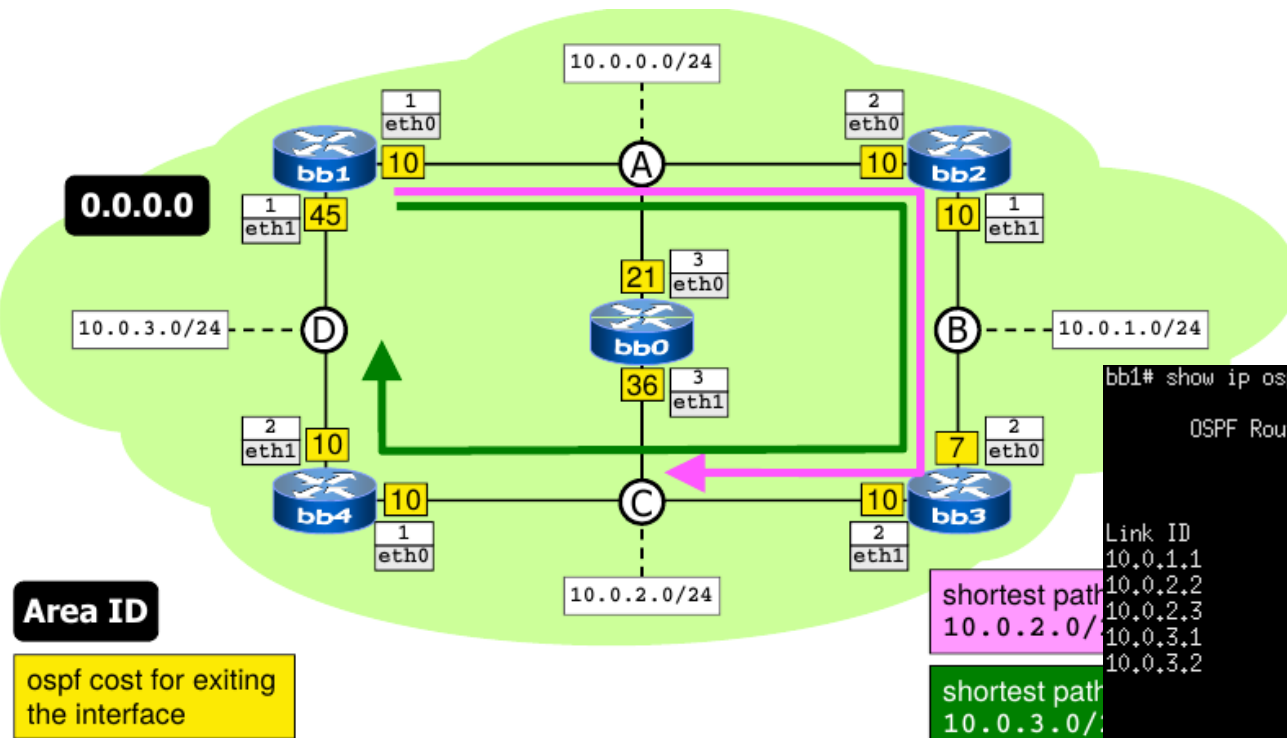 10.0.0.0/24
1
eth0
2
eth0
bb1
10
A
10
bb2
0.0.0.0
1
eth1
45
10
1
eth1
21
3
eth0
10.0.3.0/24
D
bb0
B
10.0.1.0/24
36
3
eth1
2
eth1
10
7
2
eth0
bb4
10
C
10
bb3
1
eth0
2
eth1
10.0.2.0/24
Area ID
ospf cost for exiting
the interface
shortest path
10.0.2.0/
shortest path
10.0.3.0/
bb1# show ip os
OSPF Rou
Link ID
10.0.1.1
10.0.2.2
10.0.2.3
10.0.3.1
10.0.3.2